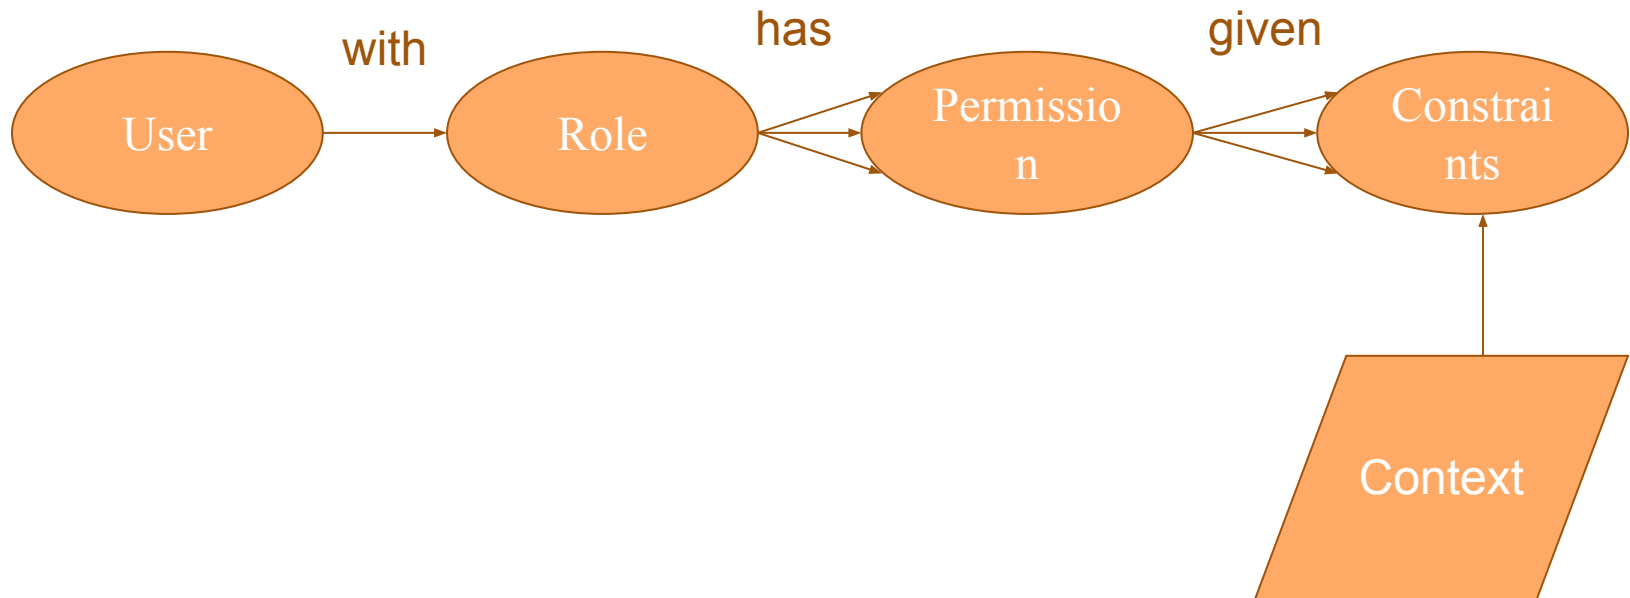 with
has
given
User
Role
Permissio
n
Constrai
nts
Context